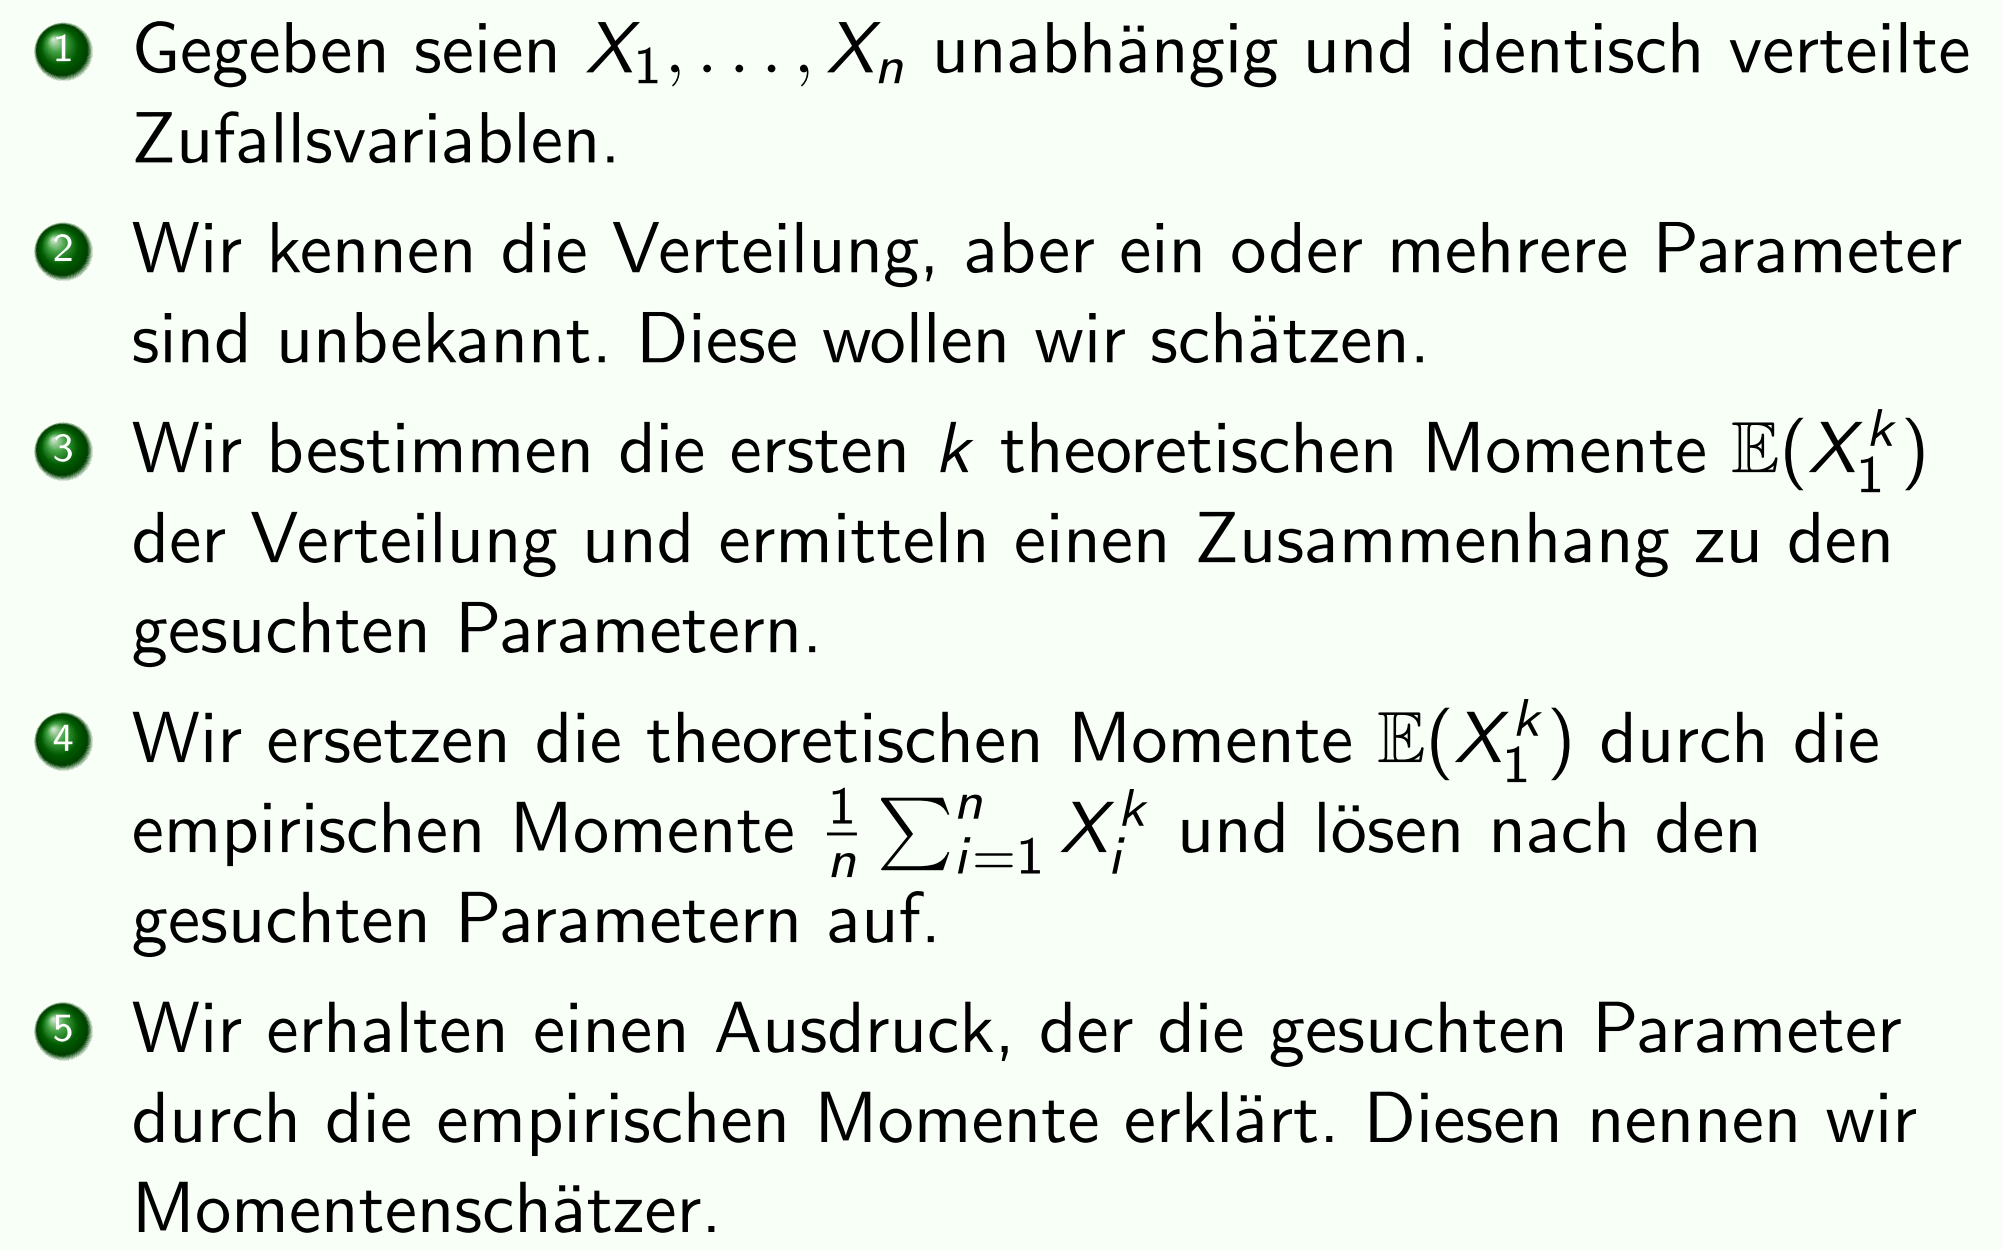 1 Gegeben seien $X_1, \ldots, X_n$ unabhängig und identisch verteilte
Zufallsvariablen.
2 Wir kennen die Verteilung, aber ein oder mehrere Parameter
sind unbekannt. Diese wollen wir schätzen.
3 Wir bestimmen die ersten $k$ theoretischen Momente $\mathbb{E}(X_1^k)$
der Verteilung und ermitteln einen Zusammenhang zu den
gesuchten Parametern.
4 Wir ersetzen die theoretischen Momente $\mathbb{E}(X_1^k)$ durch die
empirischen Momente $\frac{1}{n} \sum_{i=1}^n X_i^k$ und lösen nach den
gesuchten Parametern auf.
5 Wir erhalten einen Ausdruck, der die gesuchten Parameter
durch die empirischen Momente erklärt. Diesen nennen wir
Momentenschätzer.